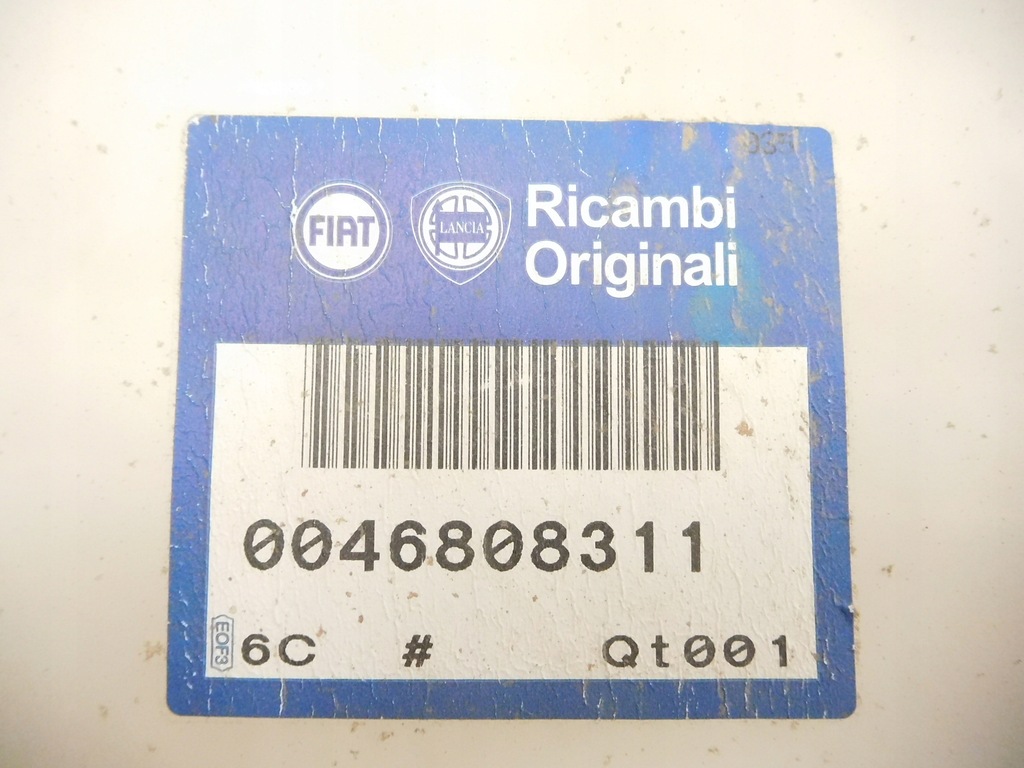 FIAT
LANCIA
Ricambi
Originali
0046808311
EOF3
6C # Qt001